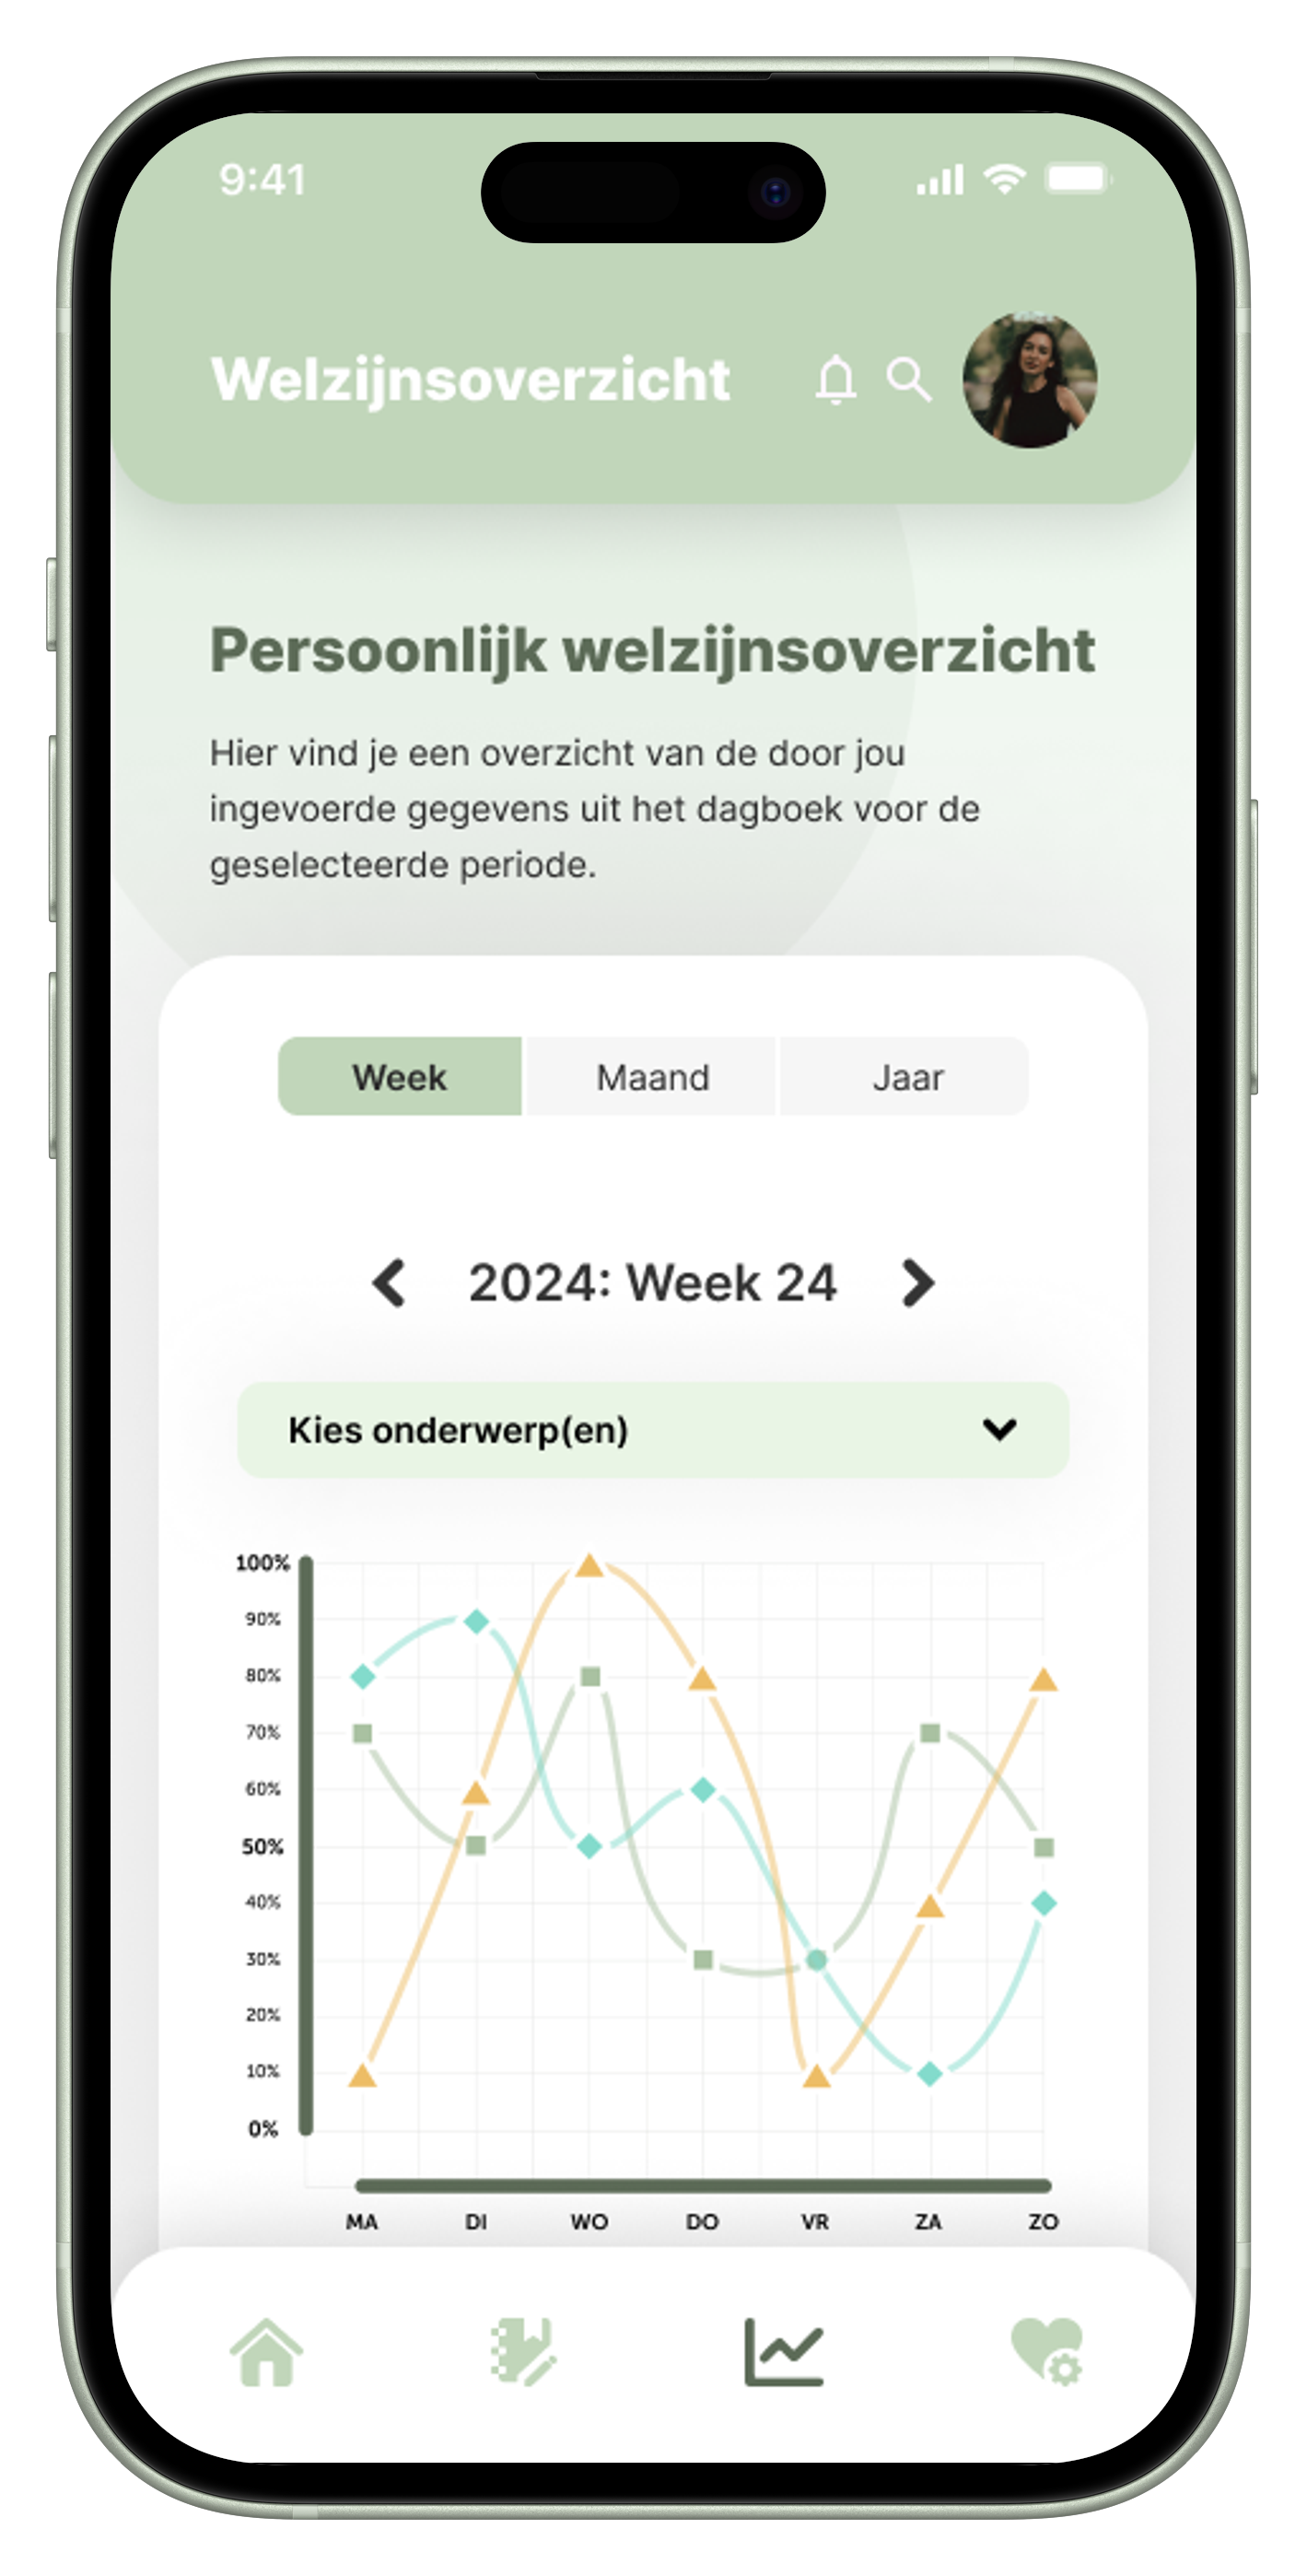 9:41
Welzijnsoverzicht
Persoonlijk welzijnsoverzicht
Hier vind je een overzicht van de door jou
ingevoerde gegevens uit het dagboek voor de
geselecteerde periode.
Week Maand Jaar
2024: Week 24
Kies onderwerp(en)
100%
90%
80%
70%
60%
50%
40%
30%
20%
10%
0%
MA DI WO DO VR ZA ZO